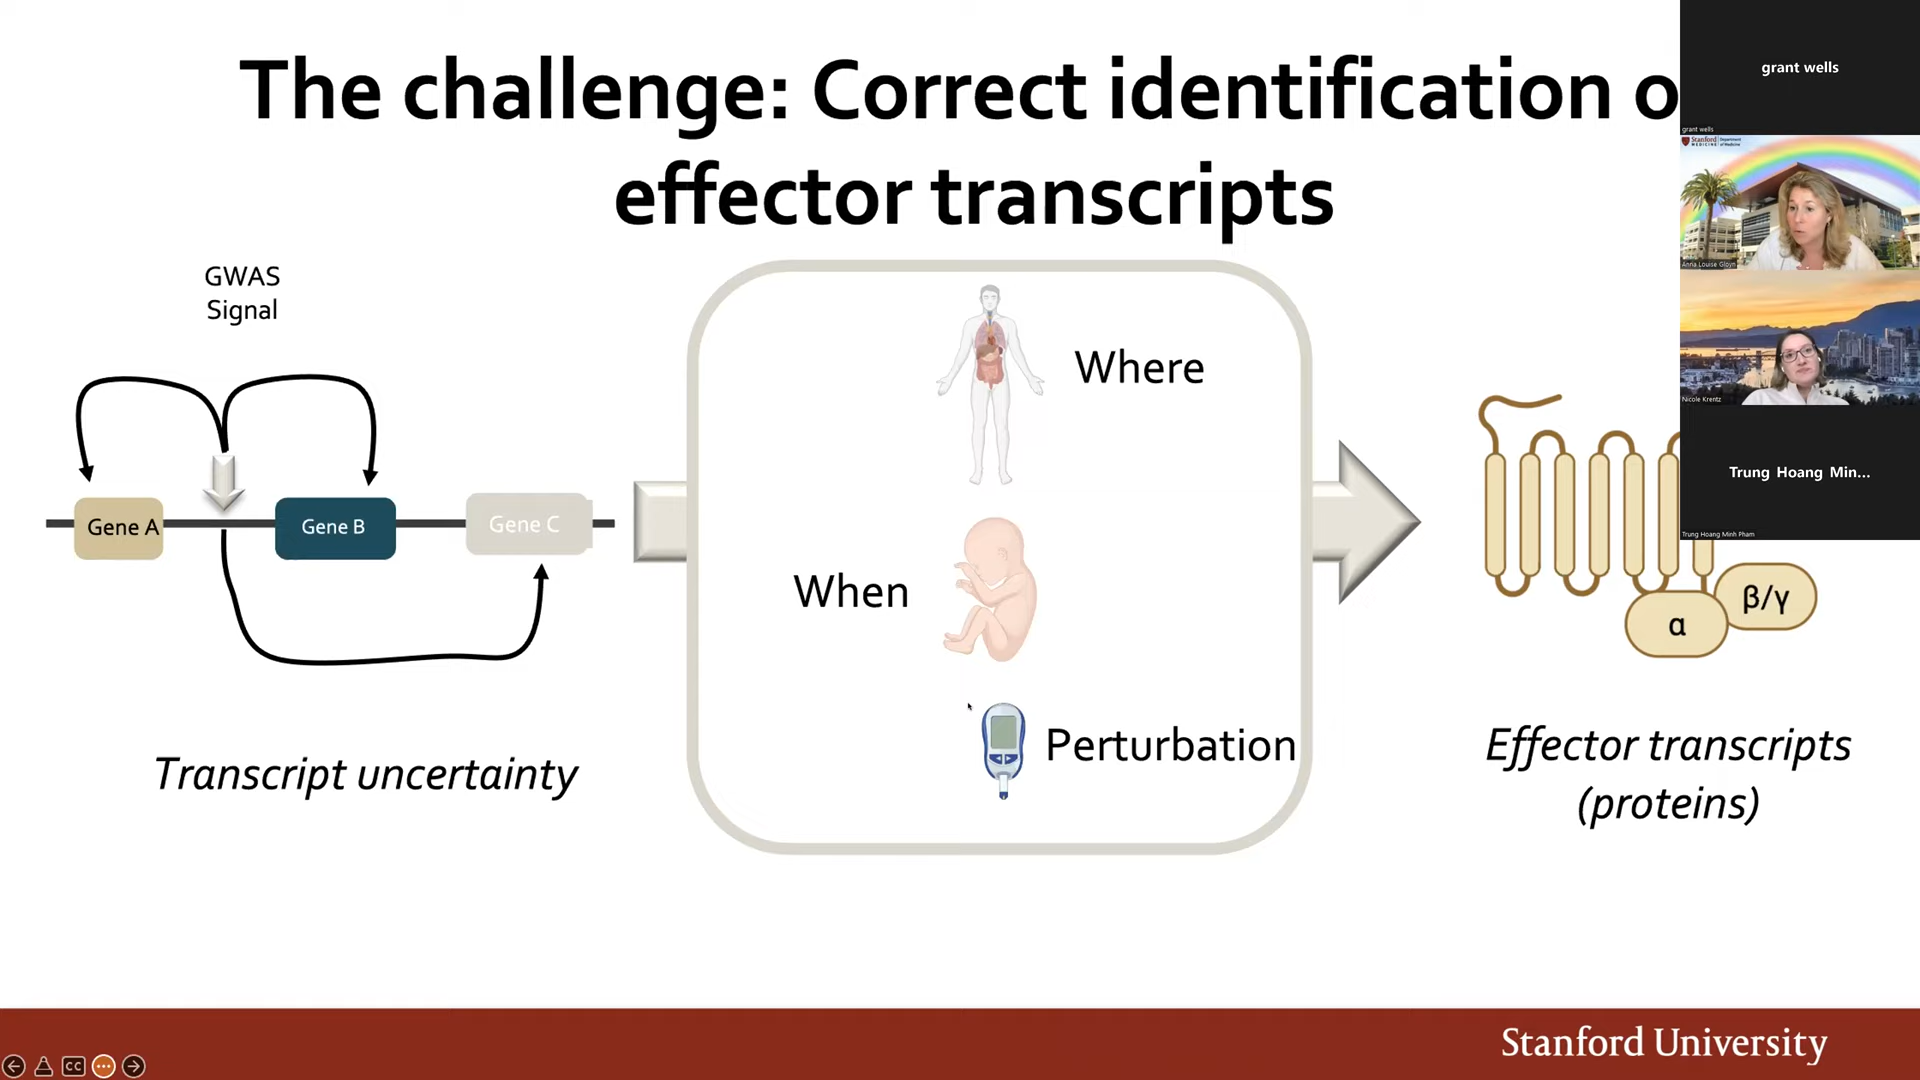 The challenge: Correct identification o
effector transcripts
GWAS
Signal
Gene A
Gene B
Gene C
Transcript uncertainty
Where
When
Perturbation
α
β/γ
Effector transcripts
(proteins)
Stanford University
CC
grant wells
grant wells
Stanford
MEDICINE
Department
of Medicine
Anna Louise Gloyn
Nicole Krentz
Trung Hoang Min...
Trung Hoang Minh Pham